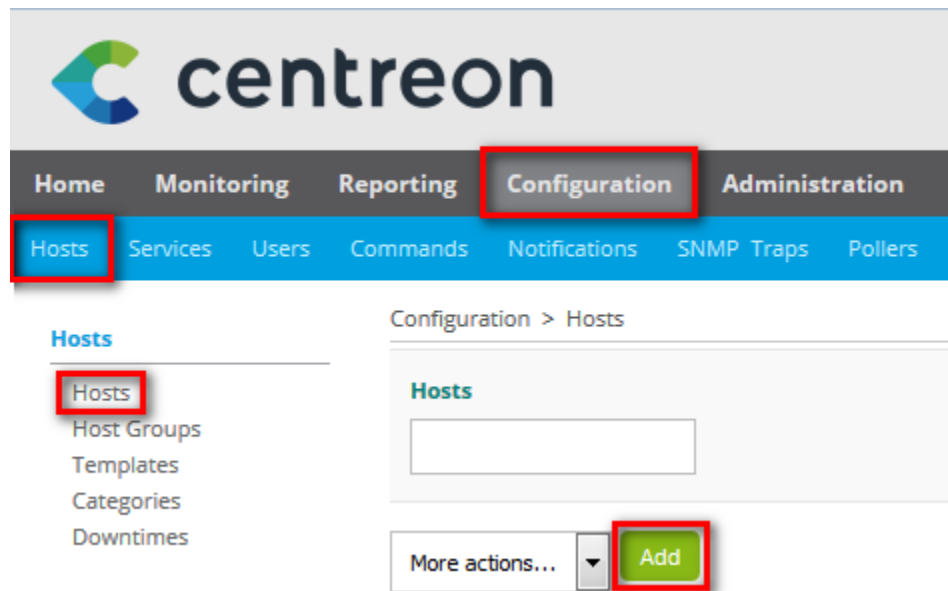 centreon
Home Monitoring Reporting Configuration Administration
Hosts Services Users Commands Notifications SNMP Traps Pollers
Configuration > Hosts
Hosts
Hosts
Host Groups
Templates
Categories
Downtimes
Hosts
More actions... Add